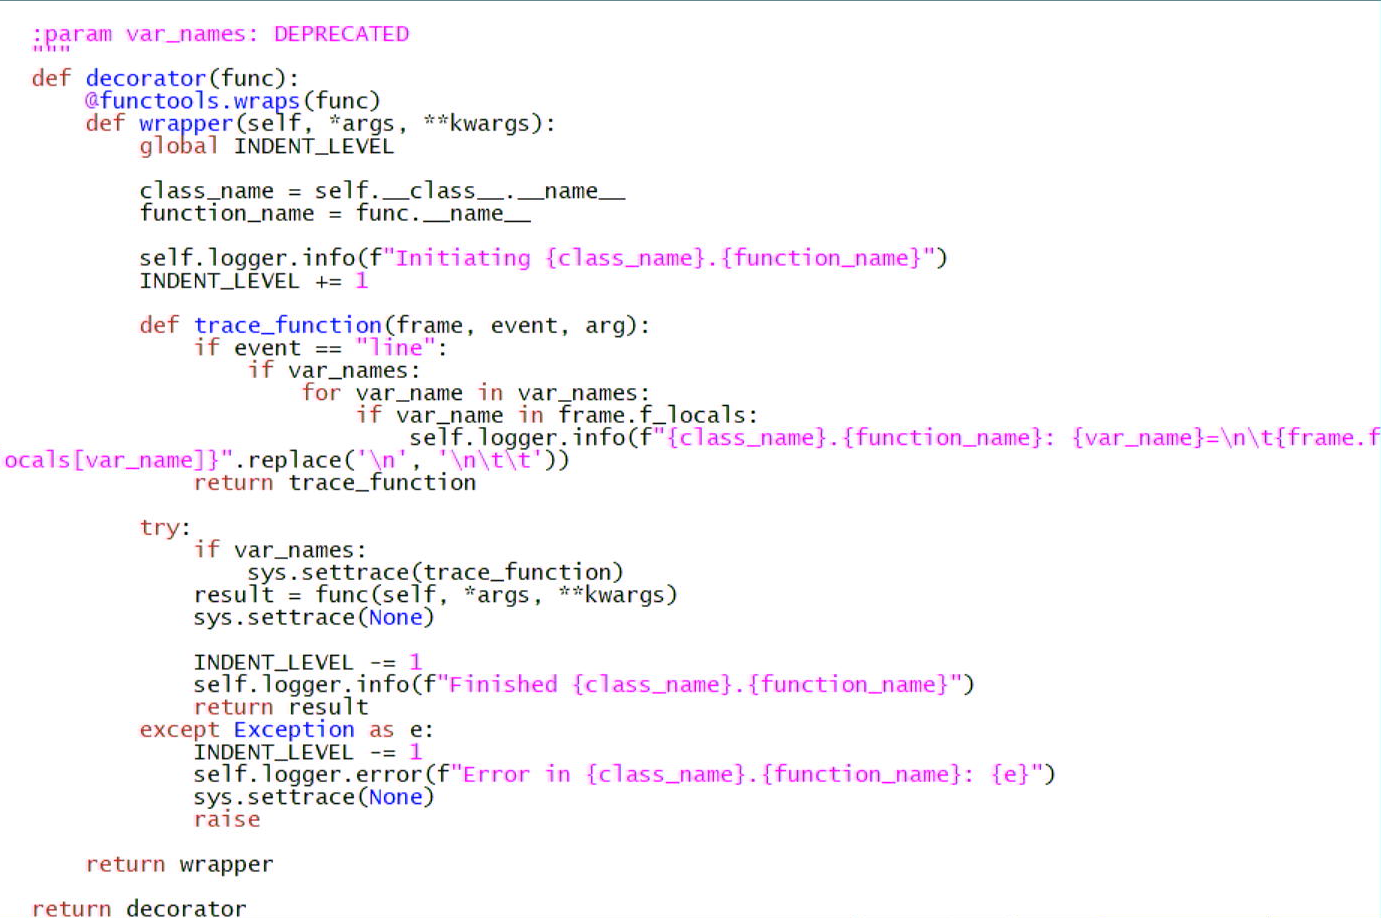 :param var_names: DEPRECATED
"""
def decorator(func):
    @functools.wraps(func)
    def wrapper(self, *args, **kwargs):
        global INDENT_LEVEL

        class_name = self.__class__.__name__
        function_name = func.__name__

        self.logger.info(f"Initiating {class_name}.{function_name}")
        INDENT_LEVEL += 1

        def trace_function(frame, event, arg):
            if event == "line":
                if var_names:
                    for var_name in var_names:
                        if var_name in frame.f_locals:
                            self.logger.info(f"{class_name}.{function_name}: {var_name}=\n\t{frame.f
ocals[var_name]}".replace('\n', '\n\t\t'))
            return trace_function

        try:
            if var_names:
                sys.settrace(trace_function)
            result = func(self, *args, **kwargs)
            sys.settrace(None)

            INDENT_LEVEL -= 1
            self.logger.info(f"Finished {class_name}.{function_name}")
            return result
        except Exception as e:
            INDENT_LEVEL -= 1
            self.logger.error(f"Error in {class_name}.{function_name}: {e}")
            sys.settrace(None)
            raise

    return wrapper

return decorator